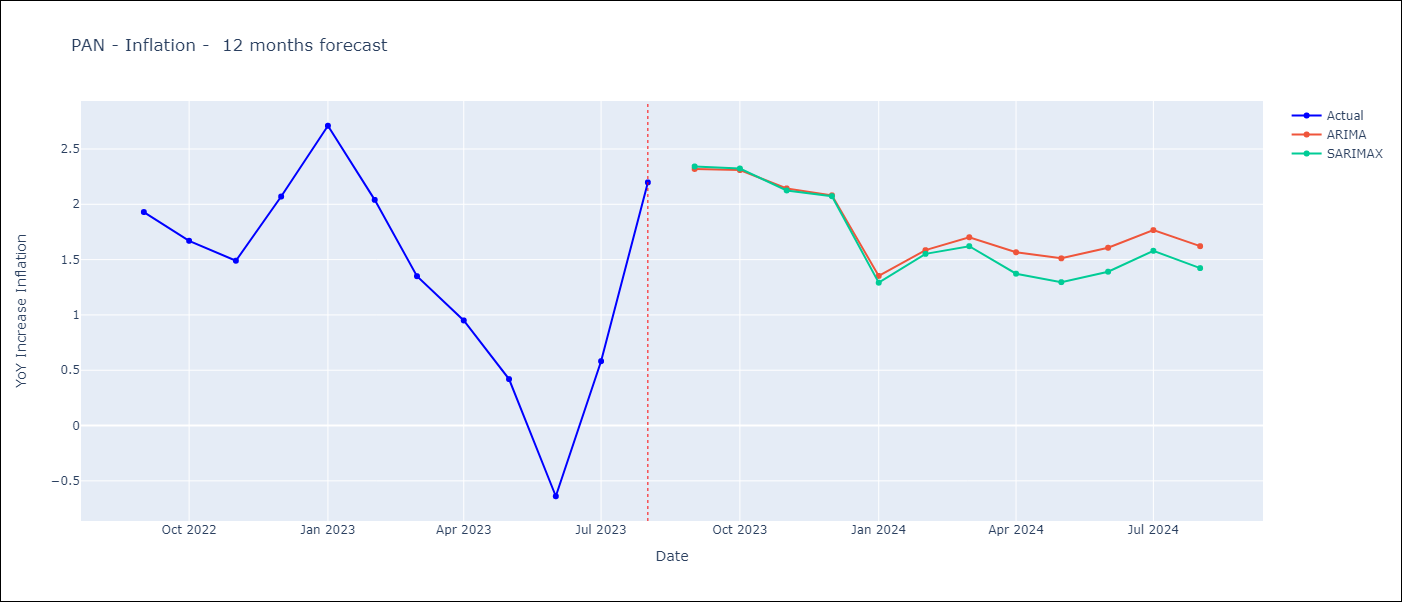 PAN - Inflation -  12 months forecast
Actual
ARIMA
SARIMAX
YoY Increase Inflation
2.5
2
1.5
1
0.5
0
−0.5
Oct 2022
Jan 2023
Apr 2023
Jul 2023
Oct 2023
Jan 2024
Apr 2024
Jul 2024
Date